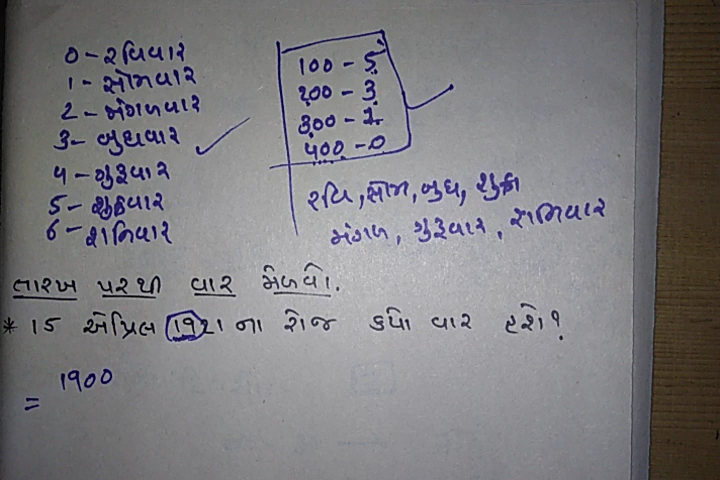 0 - રવિવાર
1 - સોમવાર
2 - મંગળવાર
3 - બુધવાર
4 - ગુરૂવાર
5 - શુક્રવાર
6 - શનિવાર
100 - 5
200 - 3
300 - 1
400 - 0
રવિ, સોમ, બુધ, શુક્ર
મંગળ, ગુરૂવાર, શનિવાર
તારખ પરથી વાર મેળવો.
* 15 એપ્રિલ 1921 ના રોજ કયો વાર હશે?
= 1900